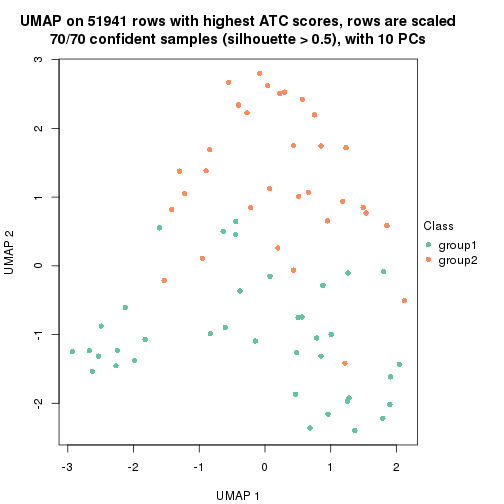 UMAP on 51941 rows with highest ATC scores, rows are scaled
70/70 confident samples (silhouette > 0.5), with 10 PCs
3
2
1
0
-1
-2
UMAP 2
-3
-2
-1
0
1
2
UMAP 1
Class
group1
group2